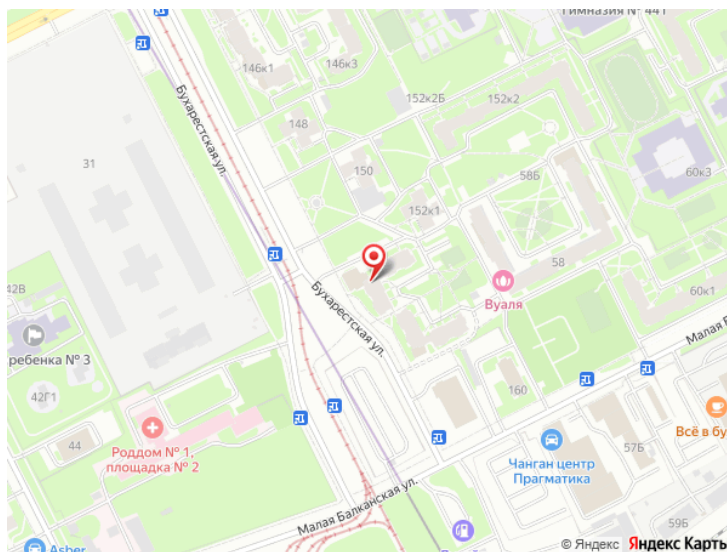 Гимназия № 441
146к1
146к3
152к2Б
152к2
148
Бухарестская ул.
31
150
58Б
60к3
152к1
58
42В
Вуаля
60к1
Бухарестская ул.
ребенка № 3
Малая Б
42Г1
160
Всё в бу
44
Роддом № 1,
площадка № 2
57Б
Чанган центр
Прагматика
Малая Балканская ул.
59Б
Asber
© Яндекс Яндекс Карты